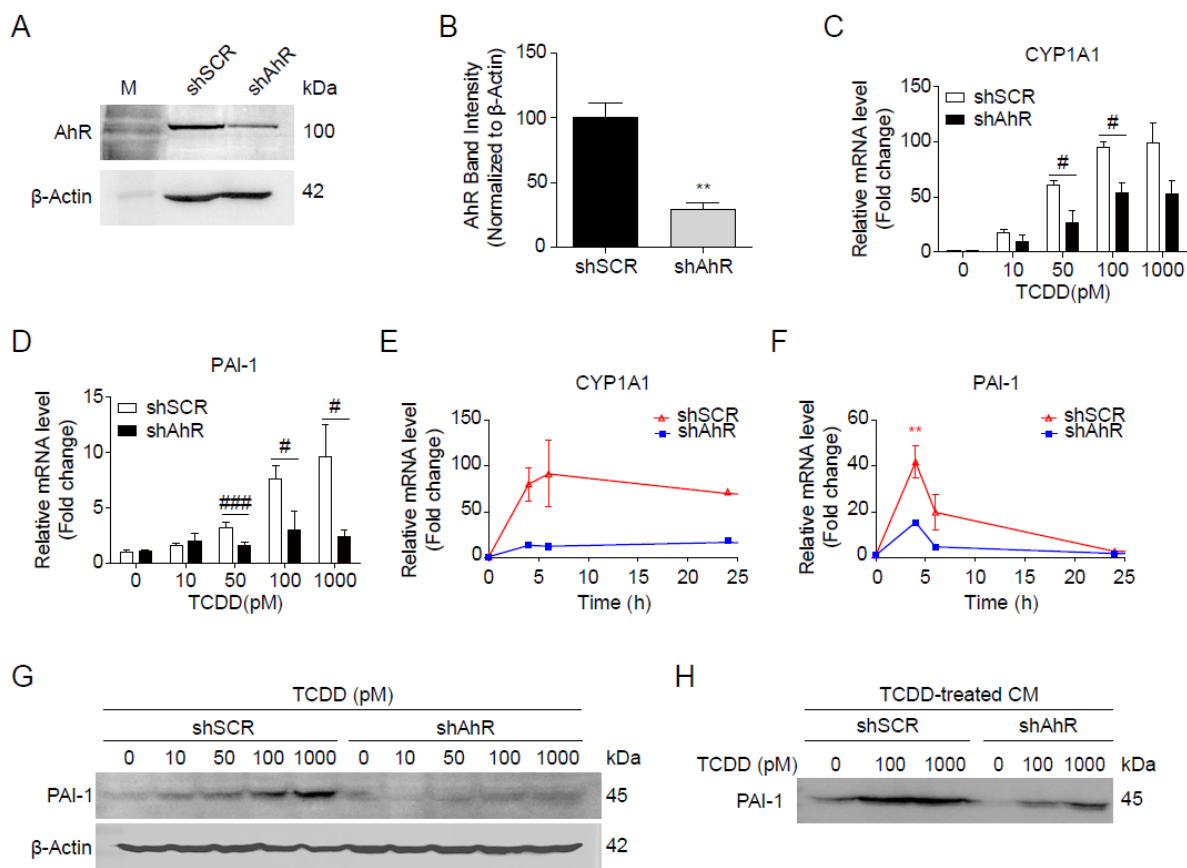 A
M shSCR shAhR kDa
AhR 100
β-Actin 42
B
AhR Band Intensity
(Normalized to β-Actin)
150
100
50
0
**
shSCR shAhR
C
CYP1A1
Relative mRNA level
(Fold change)
150
100
50
0
shSCR
shAhR
# #
0 10 50 100 1000
TCDD(pM)
D
PAI-1
Relative mRNA level
(Fold change)
15
10
5
0
shSCR
shAhR
### # #
0 10 50 100 1000
TCDD(pM)
E
CYP1A1
Relative mRNA level
(Fold change)
150
100
50
0
shSCR
shAhR
0 5 10 15 20 25
Time (h)
F
PAI-1
Relative mRNA level
(Fold change)
60
40
20
0
**
shSCR
shAhR
0 5 10 15 20 25
Time (h)
G
TCDD (pM)
shSCR shAhR
0 10 50 100 1000 0 10 50 100 1000 kDa
PAI-1 45
β-Actin 42
H
TCDD-treated CM
shSCR shAhR
TCDD (pM) 0 100 1000 0 100 1000 kDa
PAI-1 45